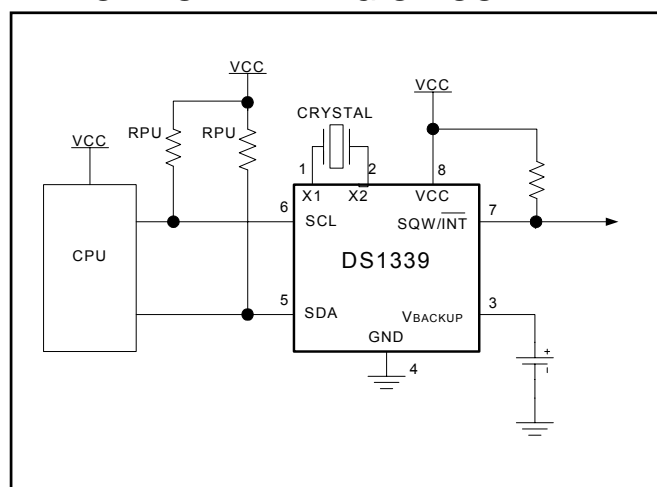 VCC
VCC
RPU
RPU
CRYSTAL
VCC
1
2
8
X1
X2
VCC
6
SCL
SQW/INT
7
CPU
DS1339
5
SDA
VBACKUP
3
GND
4
+
–